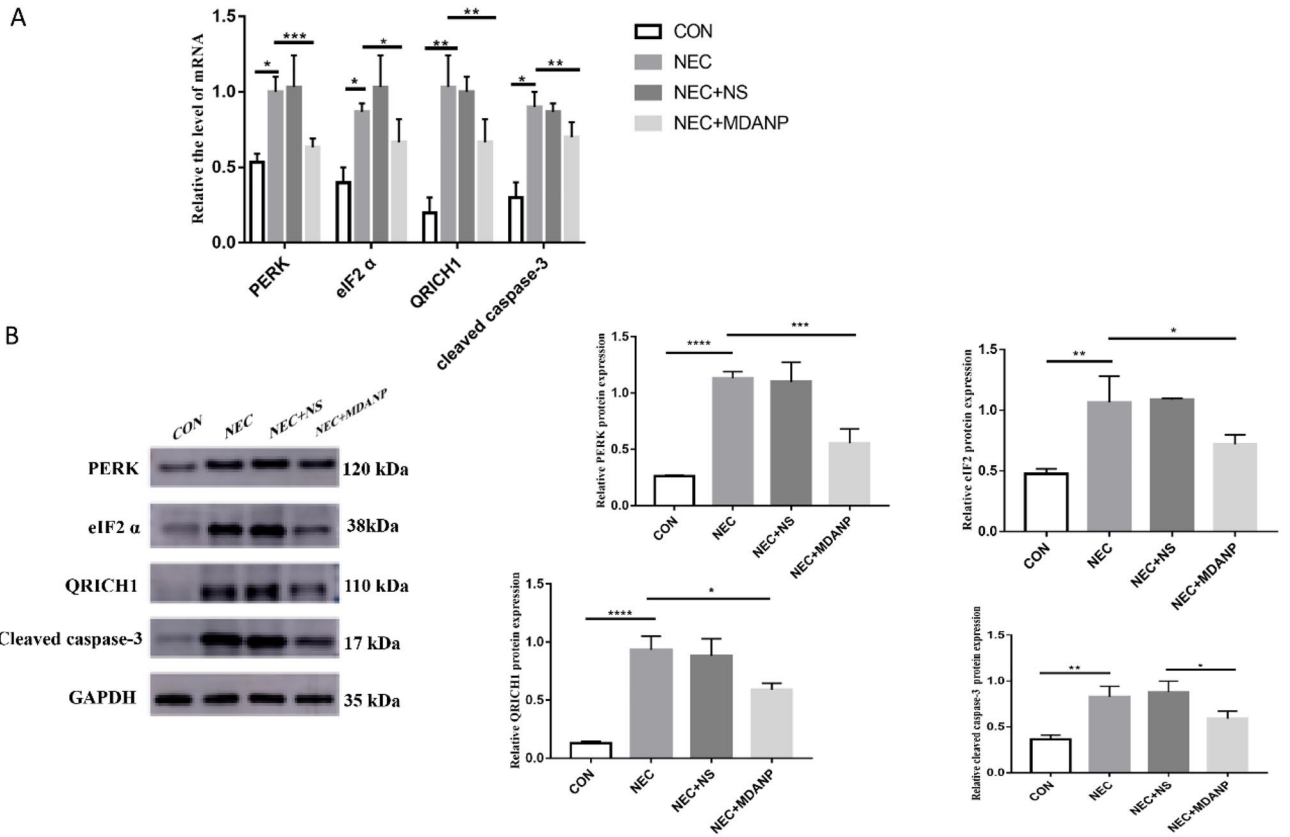 A
Relative the level of mRNA
1.5
1.0
0.5
0.0
*
***
*
*
**
**
*
**
PERK
eIF2 α
QRICH1
cleaved caspase-3
CON
NEC
NEC+NS
NEC+MDANP
B
CON
NEC
NEC+NS
NEC+MDANP
PERK
120 kDa
eIF2 α
38kDa
QRICH1
110 kDa
Cleaved caspase-3
17 kDa
GAPDH
35 kDa
Relative PERK protein expression
1.5
1.0
0.5
0.0
****
***
CON
NEC
NEC+NS
NEC+MDANP
Relative eIF2 protein expression
1.5
1.0
0.5
0.0
**
*
CON
NEC
NEC+NS
NEC+MDANP
Relative QRICH1 protein expression
1.5
1.0
0.5
0.0
****
*
CON
NEC
NEC+NS
NEC+MDANP
Relative cleaved caspase-3 protein expression
1.5
1.0
0.5
0.0
**
*
CON
NEC
NEC+NS
NEC+MDANP